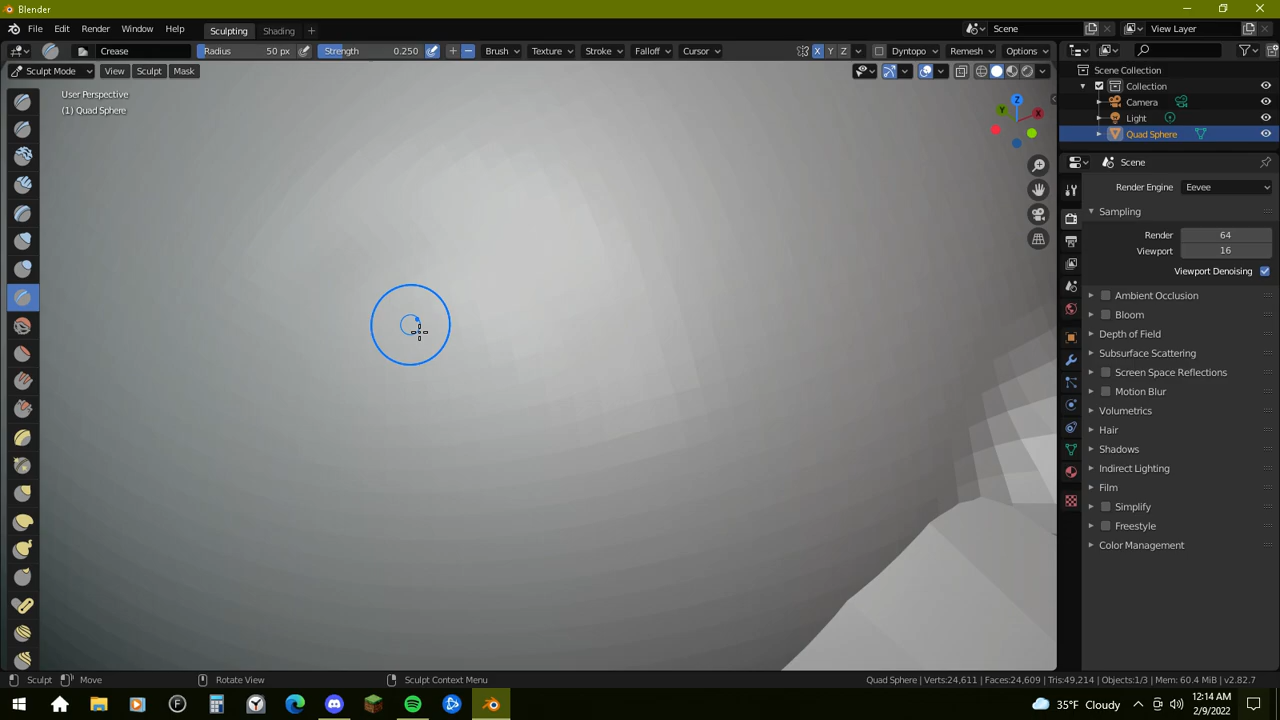 Blender
File Edit Render Window Help Sculpting Shading + Scene View Layer
Crease Radius 50 px Strength 0.250 Brush Texture Stroke Falloff Cursor X Y Z Dyntopo Remesh Options
Sculpt Mode View Sculpt Mask
User Perspective
(1) Quad Sphere
Z
Y
X
Scene Collection
Collection
Camera
Light
Quad Sphere
Scene
Render Engine Eevee
Sampling
Render 64
Viewport 16
Viewport Denoising
Ambient Occlusion
Bloom
Depth of Field
Subsurface Scattering
Screen Space Reflections
Motion Blur
Volumetrics
Hair
Shadows
Indirect Lighting
Film
Simplify
Freestyle
Color Management
Sculpt Move Rotate View Sculpt Context Menu Quad Sphere | Verts:24,611 | Faces:24,609 | Tris:49,214 | Objects:1/3 | Mem: 60.4 MiB | v2.82.7
35°F Cloudy 12:14 AM
2/9/2022